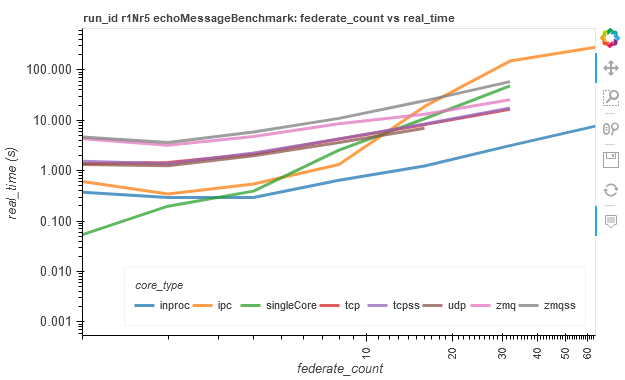 run_id r1Nr5 echoMessageBenchmark: federate_count vs real_time
100.000
10.000
1.000
0.100
0.010
0.001
real_time (s)
core_type
inproc ipc singleCore tcp tcpss udp zmq zmqss
10 20 30 40 50 60
federate_count